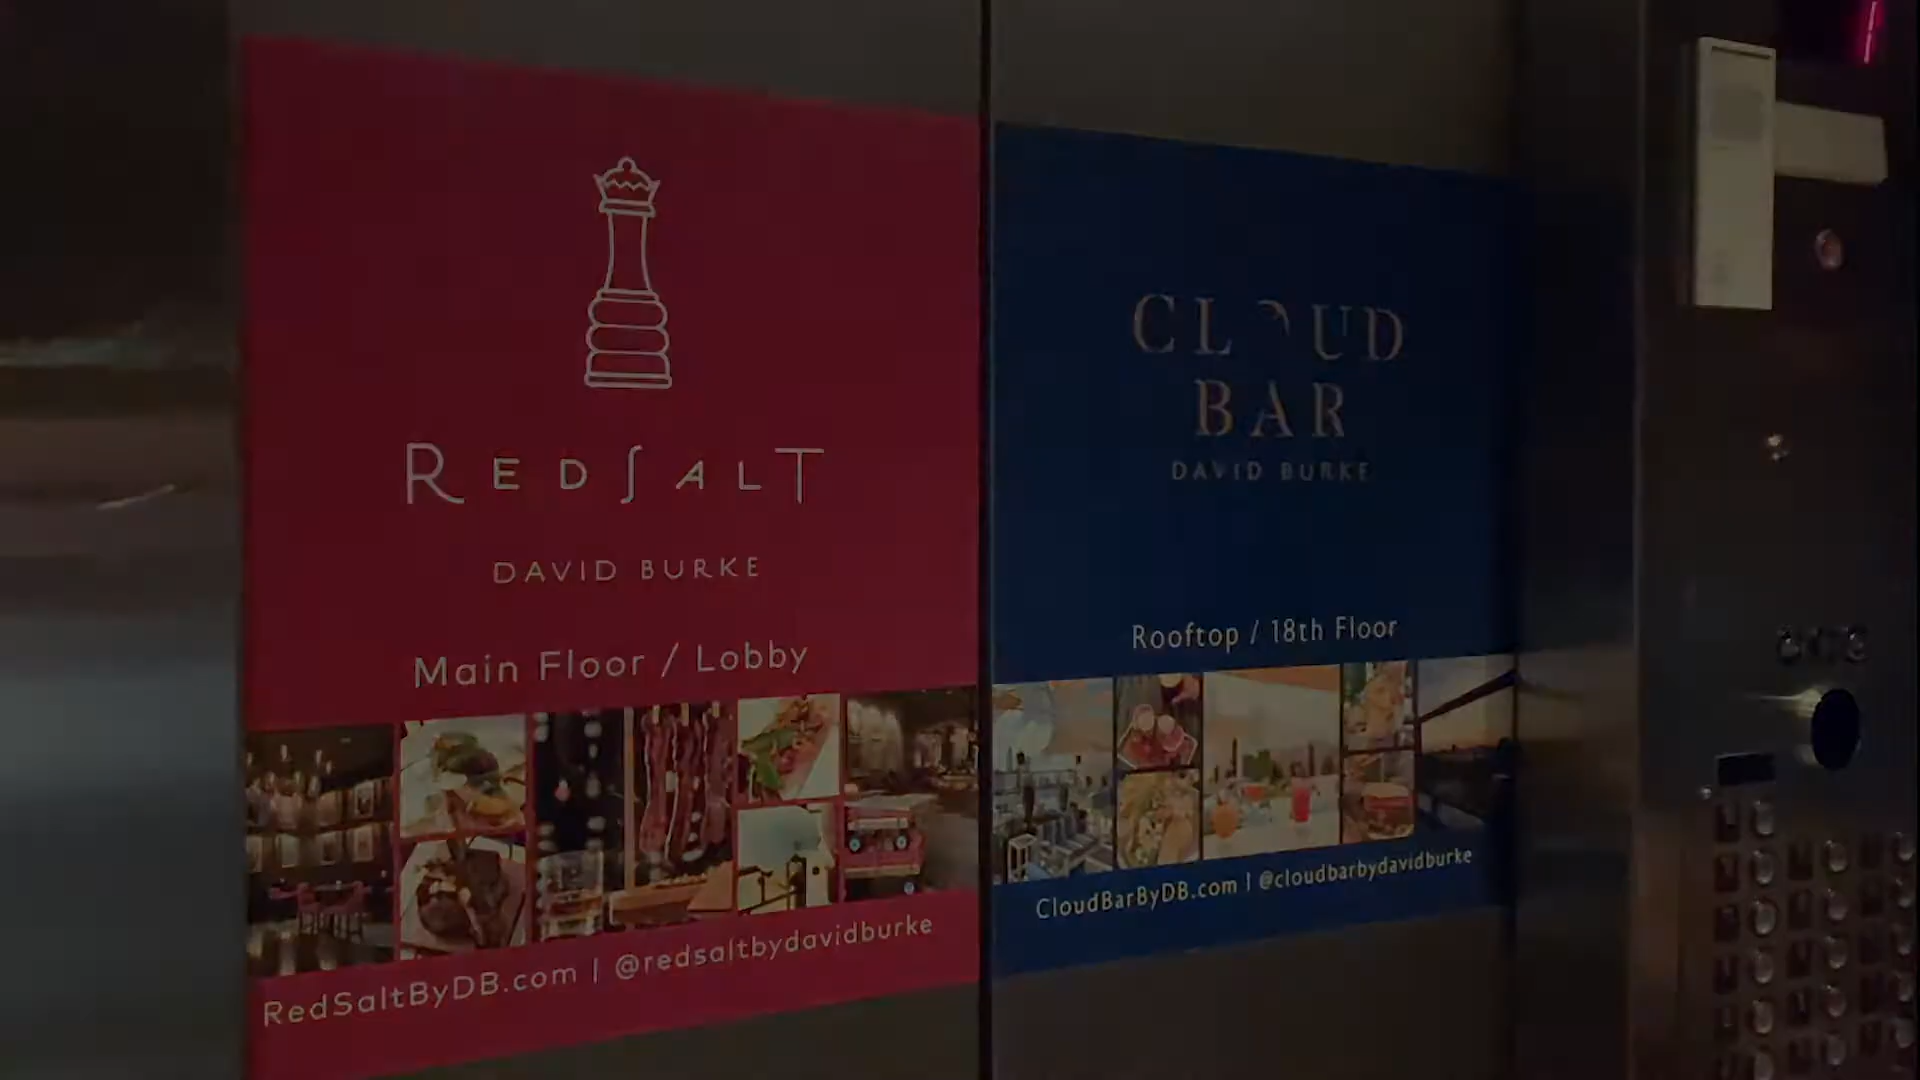 REDSALT
DAVID BURKE
Main Floor / Lobby
RedSaltByDB.com | @redsaltbydavidburke
CLOUD
BAR
DAVID BURKE
Rooftop / 18th Floor
CloudBarByDB.com | @cloudbarbydavidburke